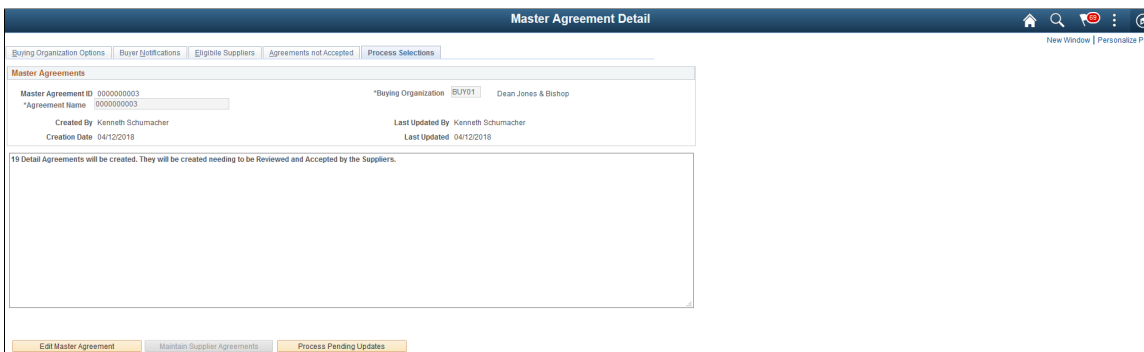 Master Agreement Detail
69
New Window | Personalize P
Buying Organization Options
Buyer Notifications
Eligibile Suppliers
Agreements not Accepted
Process Selections
Master Agreements
Master Agreement ID 0000000003
*Buying Organization BUY01 Dean Jones & Bishop
*Agreement Name 0000000003
Created By Kenneth Schumacher
Last Updated By Kenneth Schumacher
Creation Date 04/12/2018
Last Updated 04/12/2018
19 Detail Agreements will be created. They will be created needing to be Reviewed and Accepted by the Suppliers.
Edit Master Agreement
Maintain Supplier Agreements
Process Pending Updates